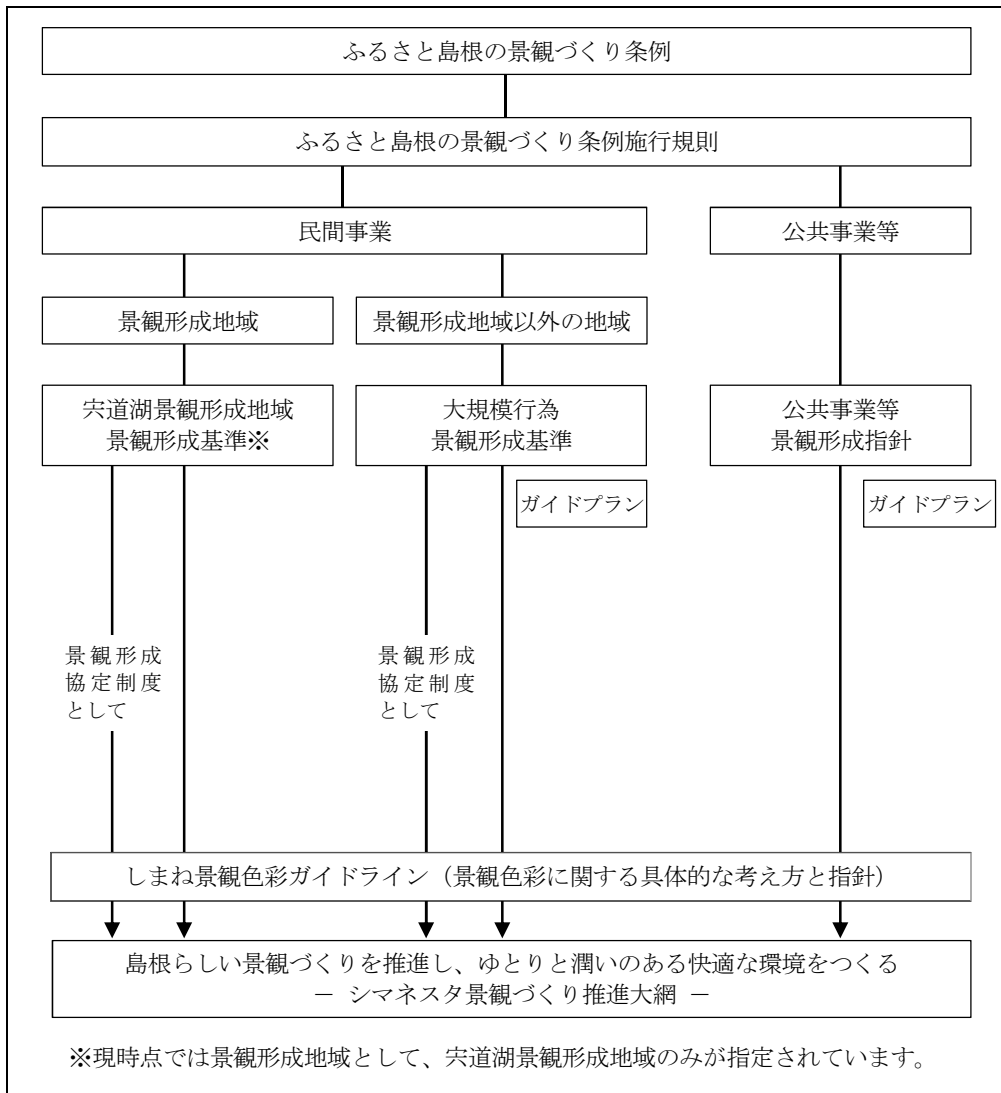 ふるさと島根の景観づくり条例
ふるさと島根の景観づくり条例施行規則
民間事業
公共事業等
景観形成地域
景観形成地域以外の地域
宍道湖景観形成地域
景観形成基準※
大規模行為
景観形成基準
公共事業等
景観形成指針
ガイドプラン
ガイドプラン
景観形成
協定制度
として
景観形成
協定制度
として
しまね景観色彩ガイドライン（景観色彩に関する具体的な考え方と指針）
島根らしい景観づくりを推進し、ゆとりと潤いのある快適な環境をつくる
－ シマネスタ景観づくり推進大網 －
※現時点では景観形成地域として、宍道湖景観形成地域のみが指定されています。